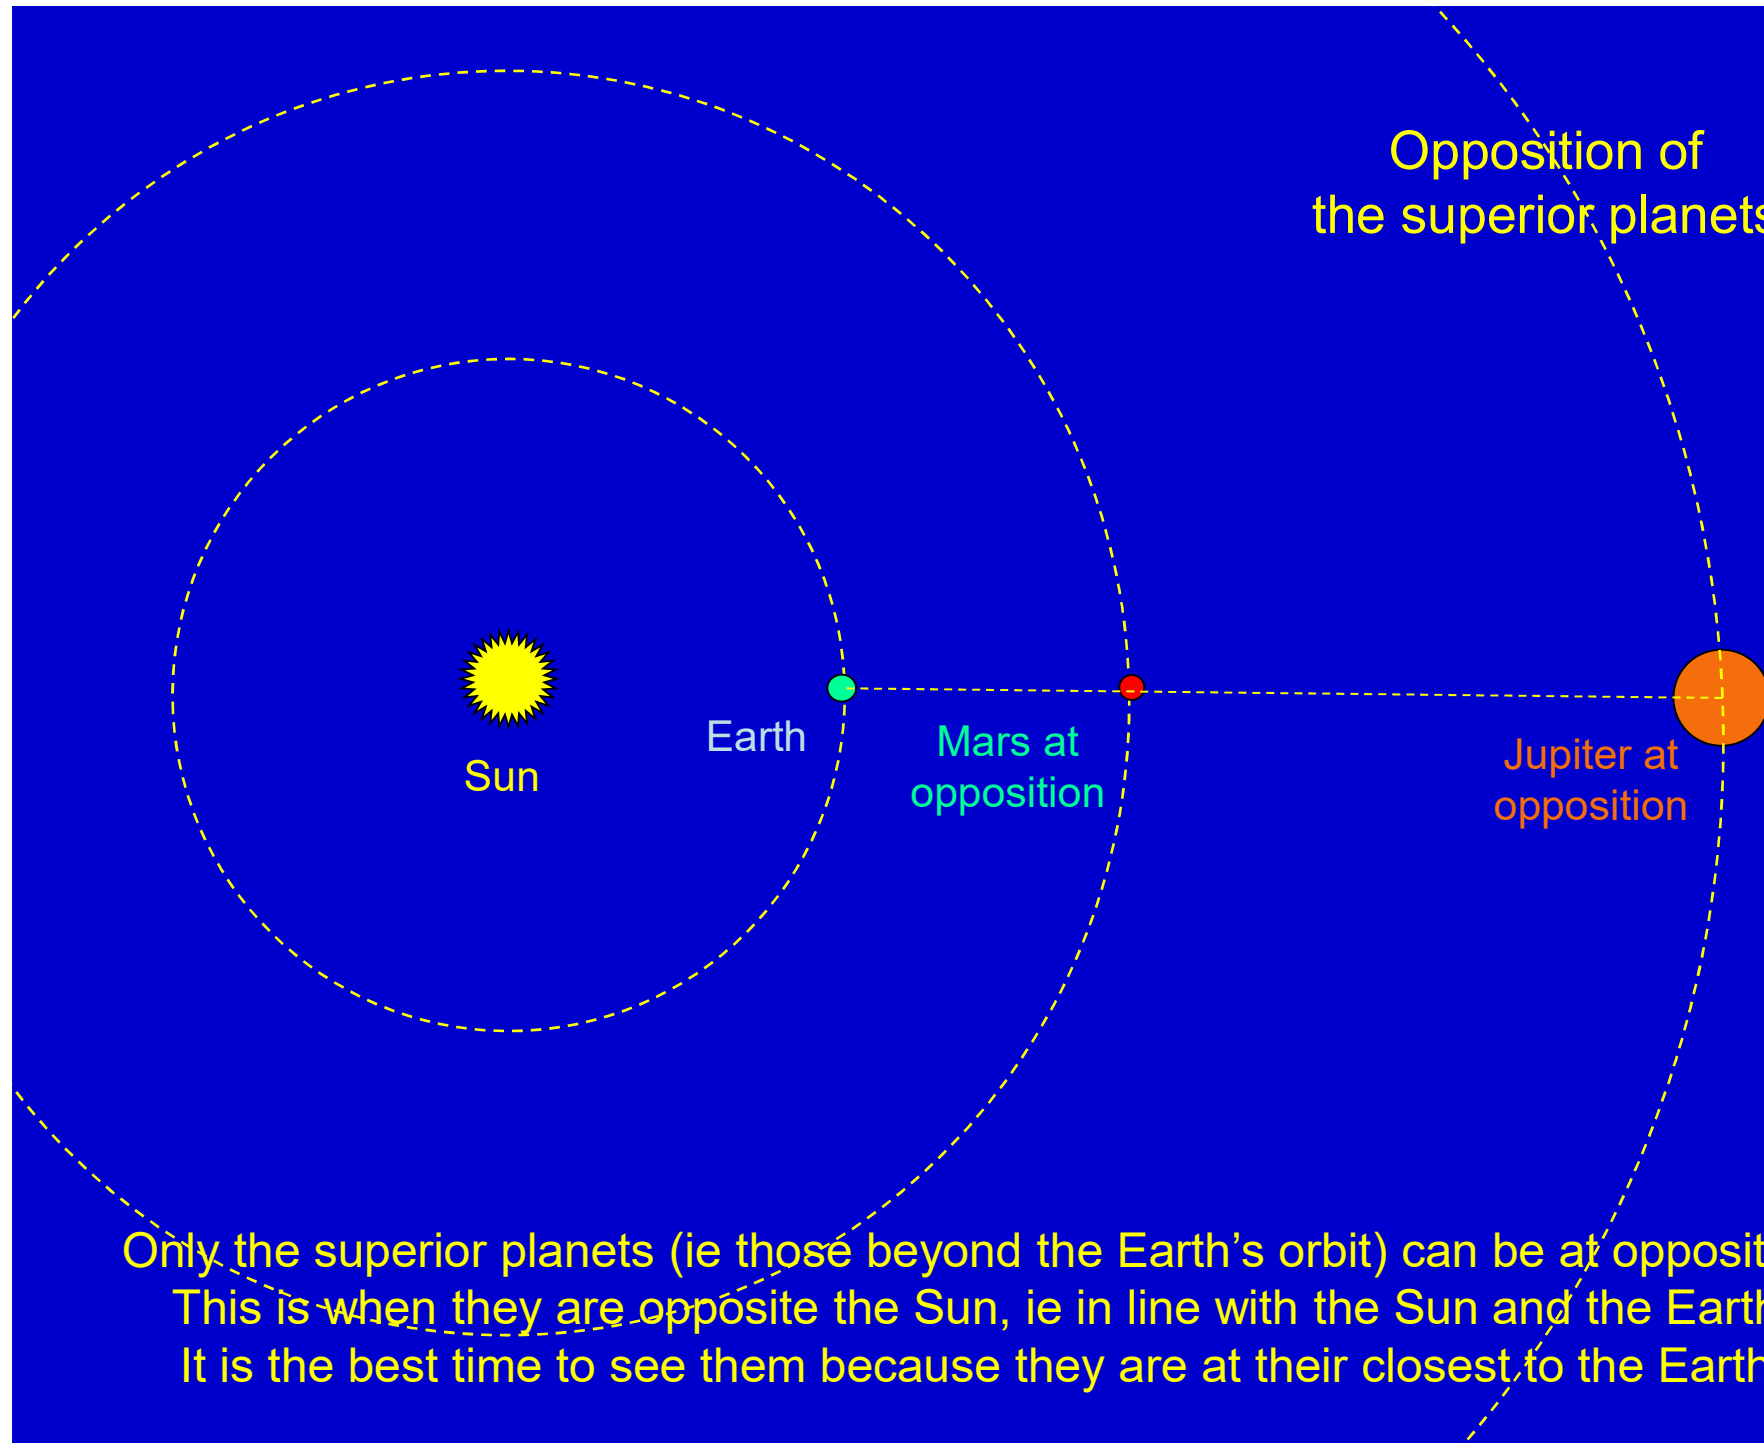 Opposition of
the superior planets
Sun
Earth
Mars at
opposition
Jupiter at
opposition
Only the superior planets (ie those beyond the Earth’s orbit) can be at opposit
This is when they are opposite the Sun, ie in line with the Sun and the Earth
It is the best time to see them because they are at their closest to the Earth